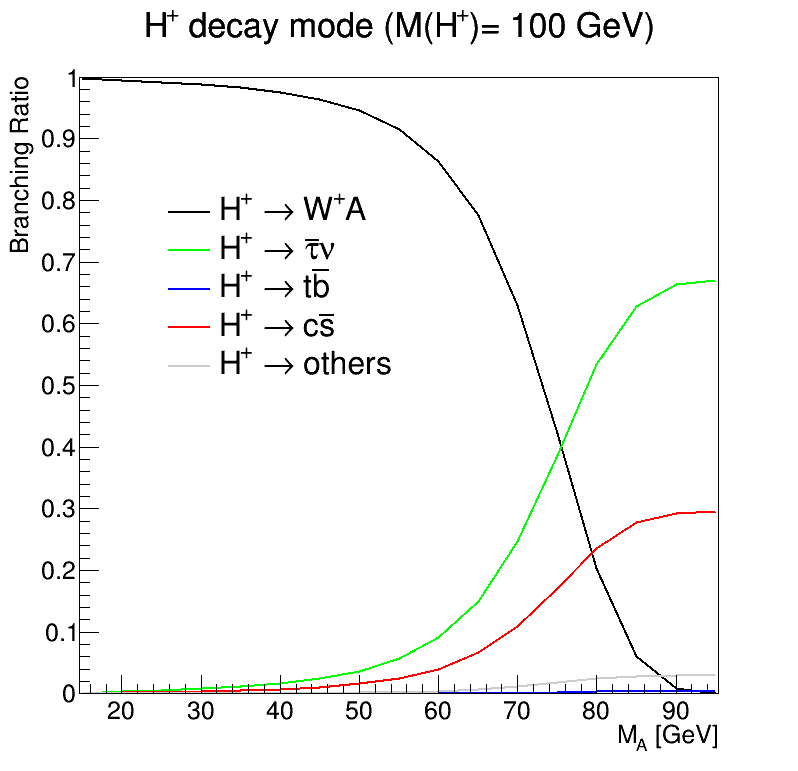 H⁺ decay mode (M(H⁺)= 100 GeV)
Branching Ratio
1
0.9
0.8
0.7
0.6
0.5
0.4
0.3
0.2
0.1
0
H⁺ → W⁺A
H⁺ → τ̅ν
H⁺ → tb̅
H⁺ → cs̅
H⁺ → others
20 30 40 50 60 70 80 90
M_A [GeV]